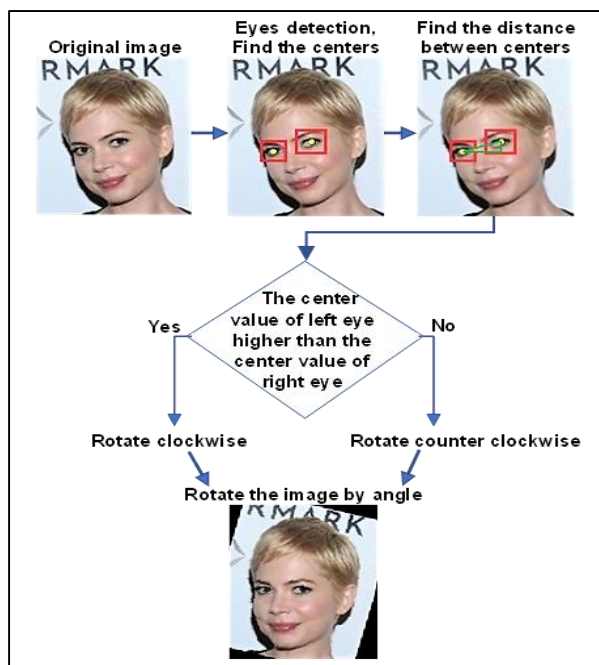 Original image
Eyes detection,
Find the centers
Find the distance
between centers
RMARK
RMARK
RMARK
The center
value of left eye
higher than the
center value of
right eye
Yes
No
Rotate clockwise
Rotate counter clockwise
Rotate the image by angle
RMARK